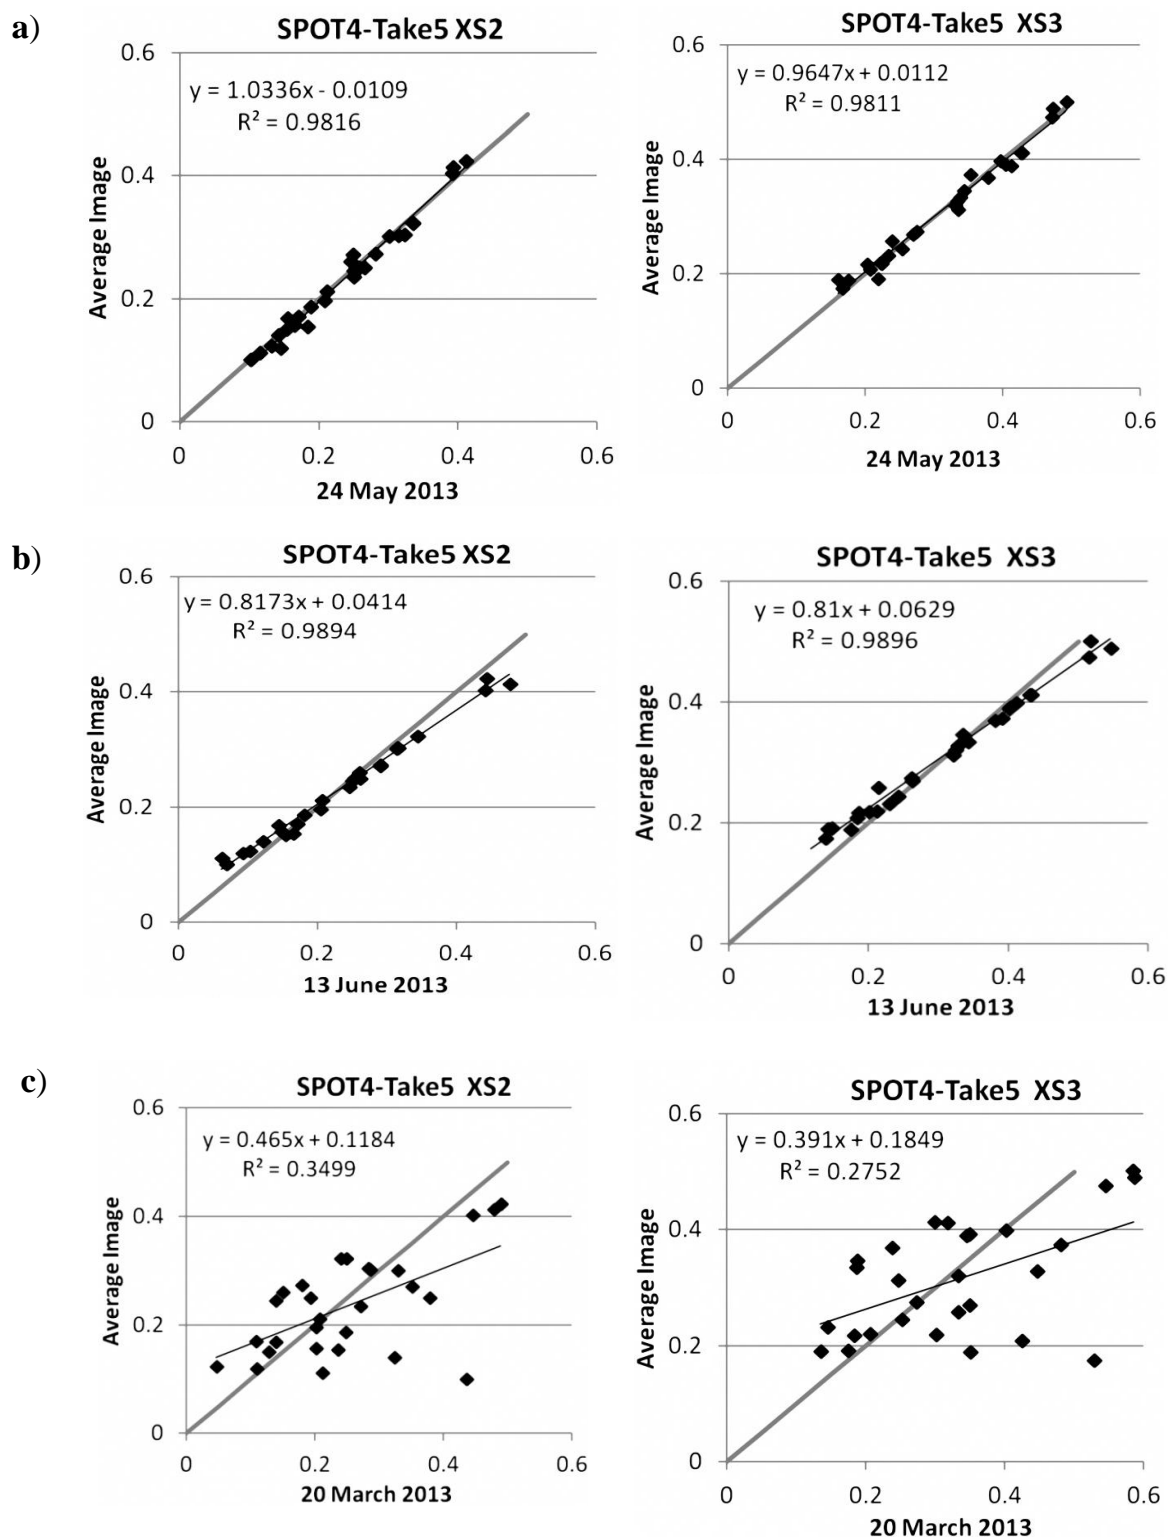 a)
SPOT4-Take5 XS2
y = 1.0336x - 0.0109
R² = 0.9816
0.6
0.4
0.2
0
Average Image
0 0.2 0.4 0.6
24 May 2013
SPOT4-Take5 XS3
y = 0.9647x + 0.0112
R² = 0.9811
0.6
0.4
0.2
0
Average Image
0 0.2 0.4 0.6
24 May 2013
b)
SPOT4-Take5 XS2
y = 0.8173x + 0.0414
R² = 0.9894
0.6
0.4
0.2
0
Average Image
0 0.2 0.4 0.6
13 June 2013
SPOT4-Take5 XS3
y = 0.81x + 0.0629
R² = 0.9896
0.6
0.4
0.2
0
Average Image
0 0.2 0.4 0.6
13 June 2013
c)
SPOT4-Take5 XS2
y = 0.465x + 0.1184
R² = 0.3499
0.6
0.4
0.2
0
Average Image
0 0.2 0.4 0.6
20 March 2013
SPOT4-Take5 XS3
y = 0.391x + 0.1849
R² = 0.2752
0.6
0.4
0.2
0
Average Image
0 0.2 0.4 0.6
20 March 2013